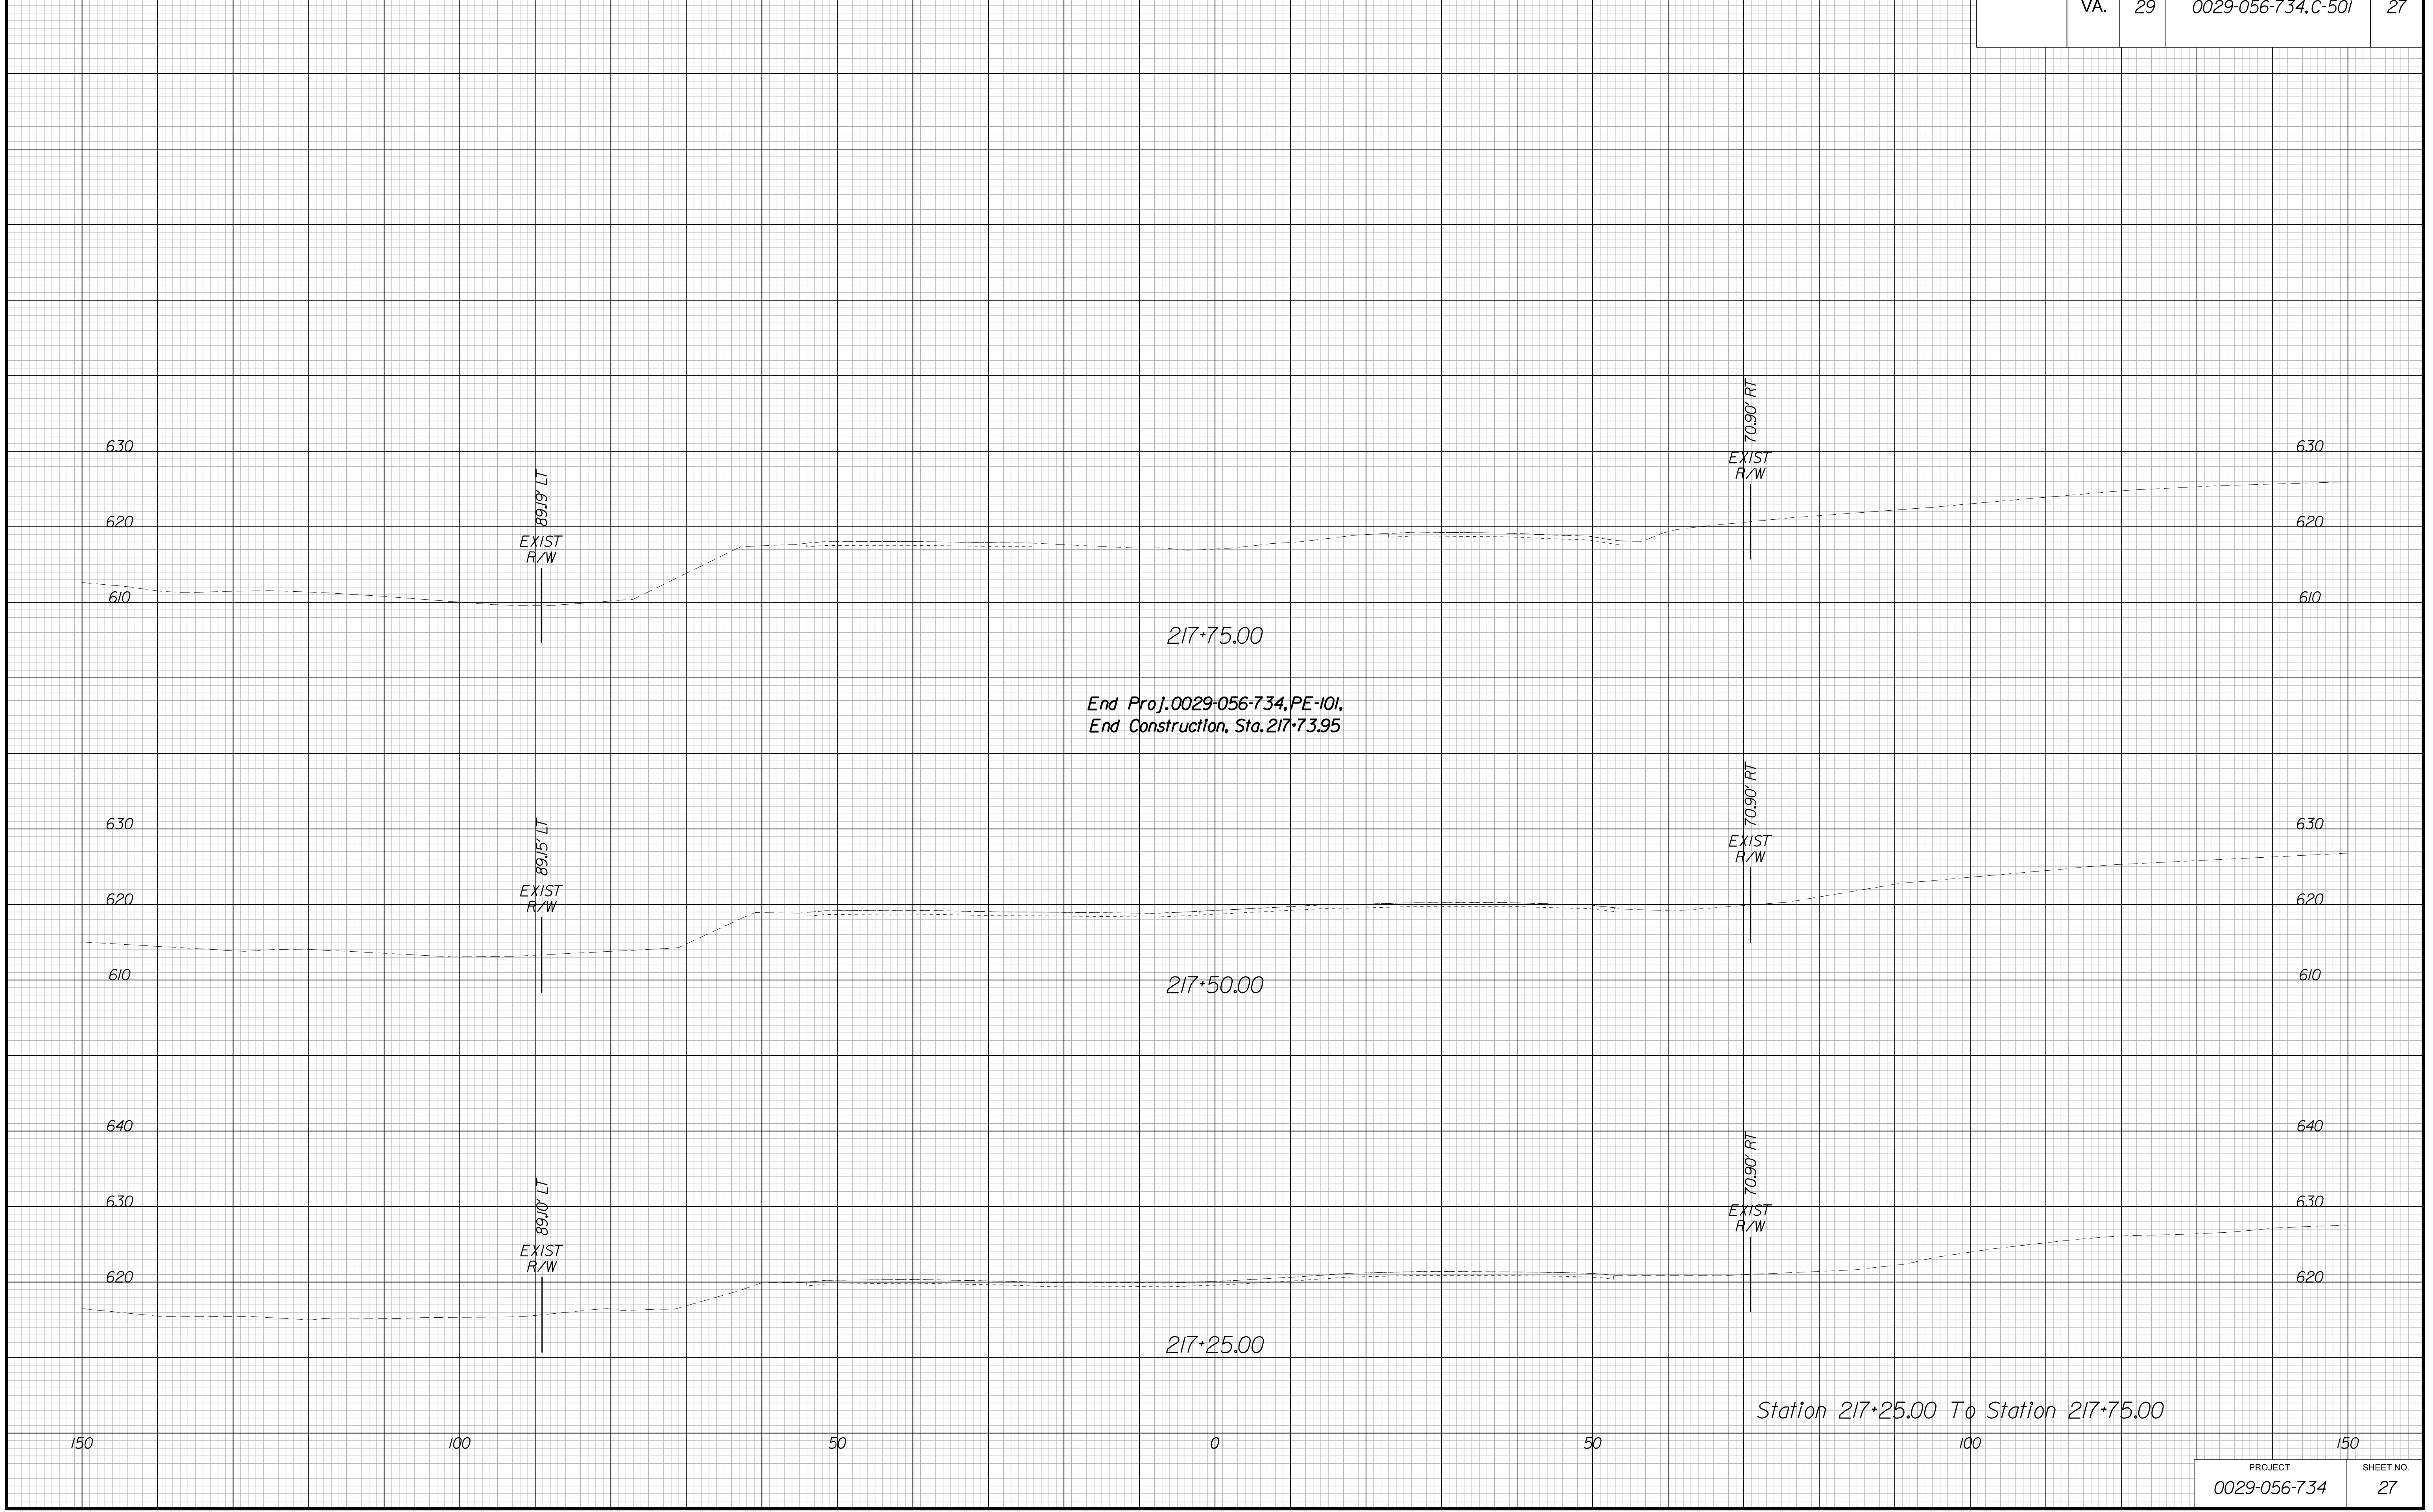 VA. 29 0029-056-734, C-501 27
70.90' RT
EXIST
R/W
630 630
89.19' LT
EXIST
R/W
620 620
610 610
217+75.00
End Proj. 0029-056-734, PE-101,
End Construction, Sta. 217+73.95
70.90' RT
EXIST
R/W
630 630
89.15' LT
EXIST
R/W
620 620
610 610
217+50.00
640 640
70.90' RT
EXIST
R/W
630 630
89.10' LT
EXIST
R/W
620 620
217+25.00
Station 217+25.00 To Station 217+75.00
150 100 50 0 50 100 150
PROJECT SHEET NO.
0029-056-734 27